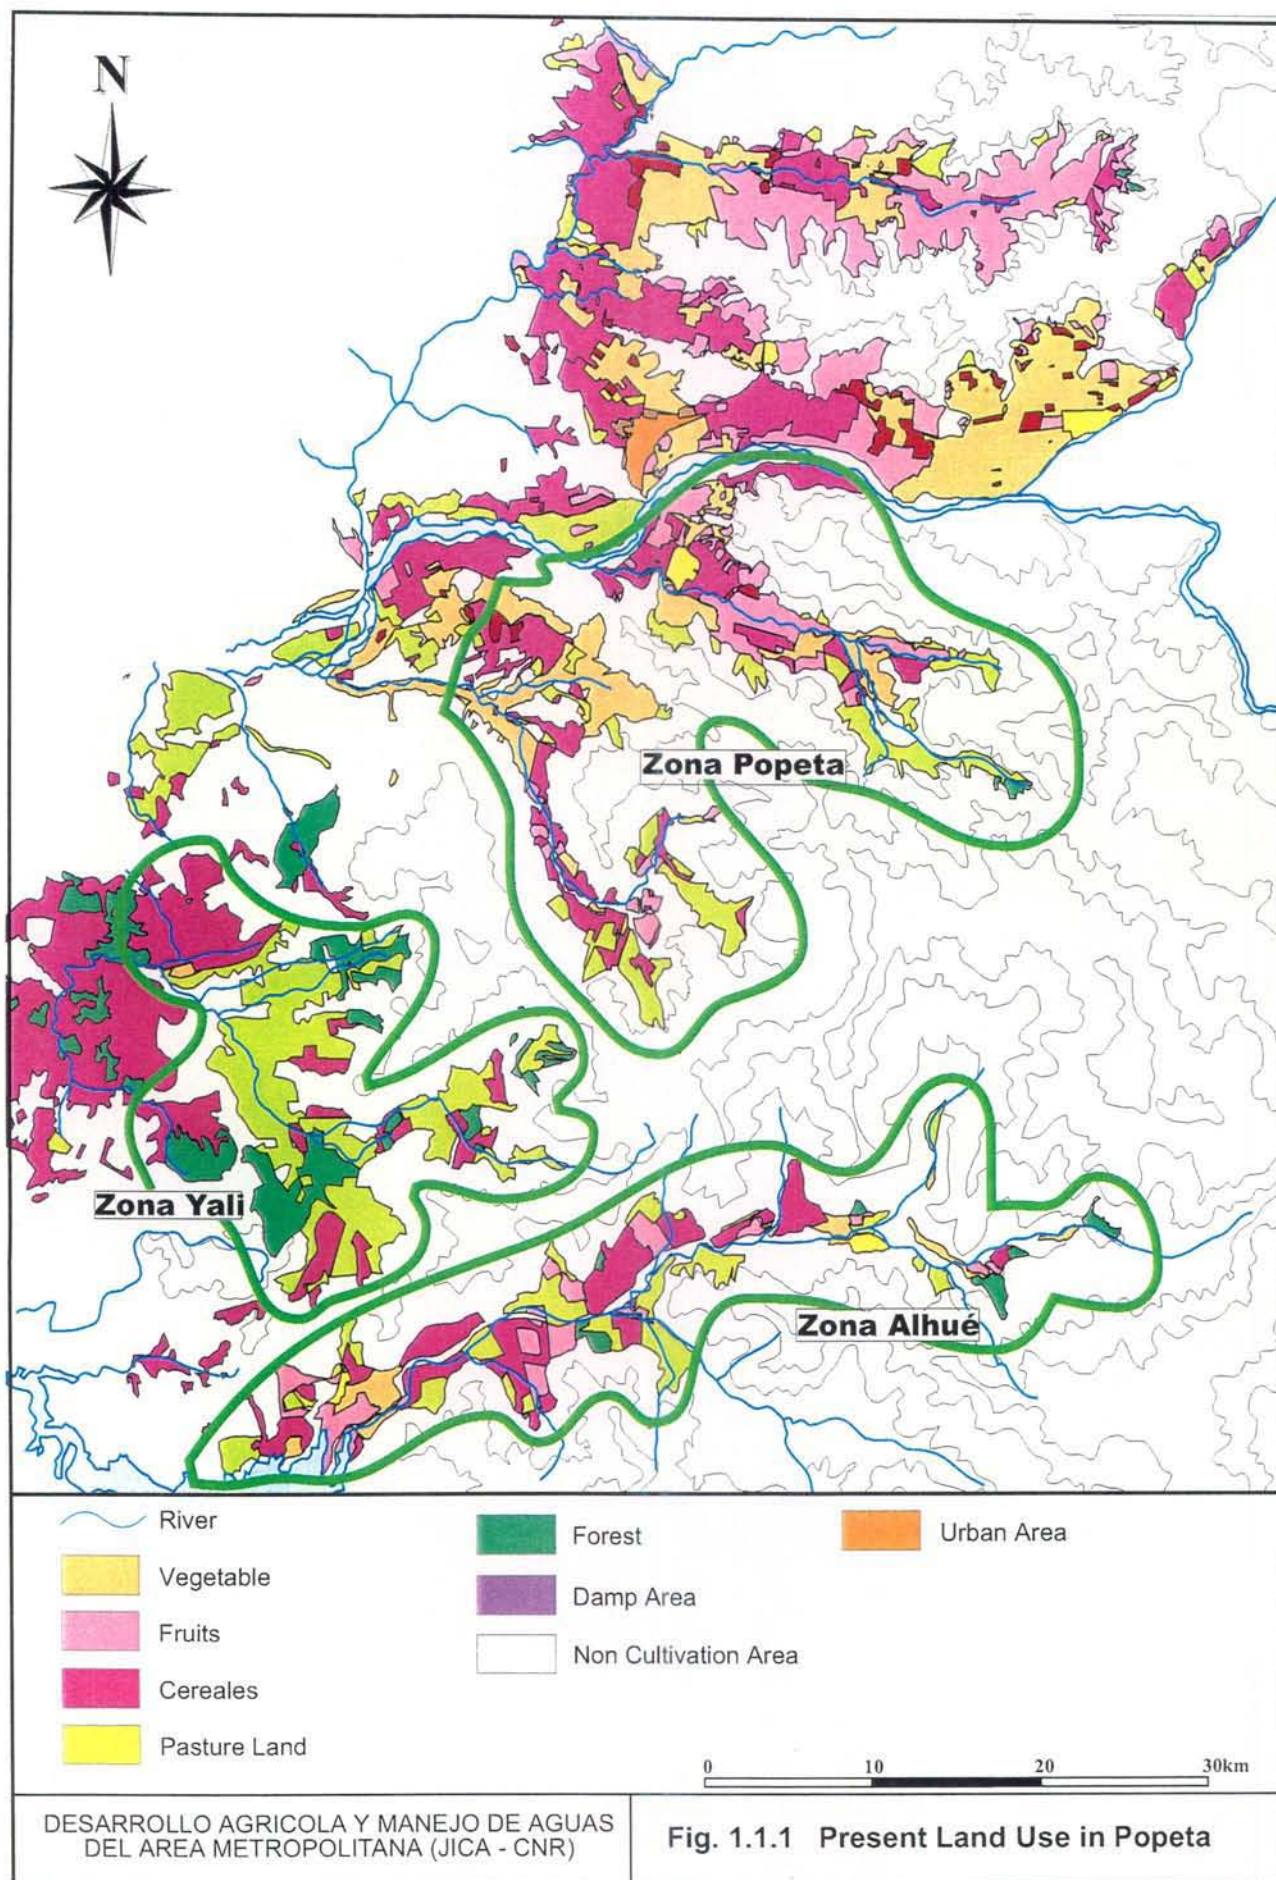 N
Zona Popeta
Zona Yali
Zona Alhué
River
Vegetable
Fruits
Cereales
Pasture Land
Forest
Damp Area
Non Cultivation Area
Urban Area
0 10 20 30km
DESARROLLO AGRICOLA Y MANEJO DE AGUAS
DEL AREA METROPOLITANA (JICA - CNR)
Fig. 1.1.1 Present Land Use in Popeta